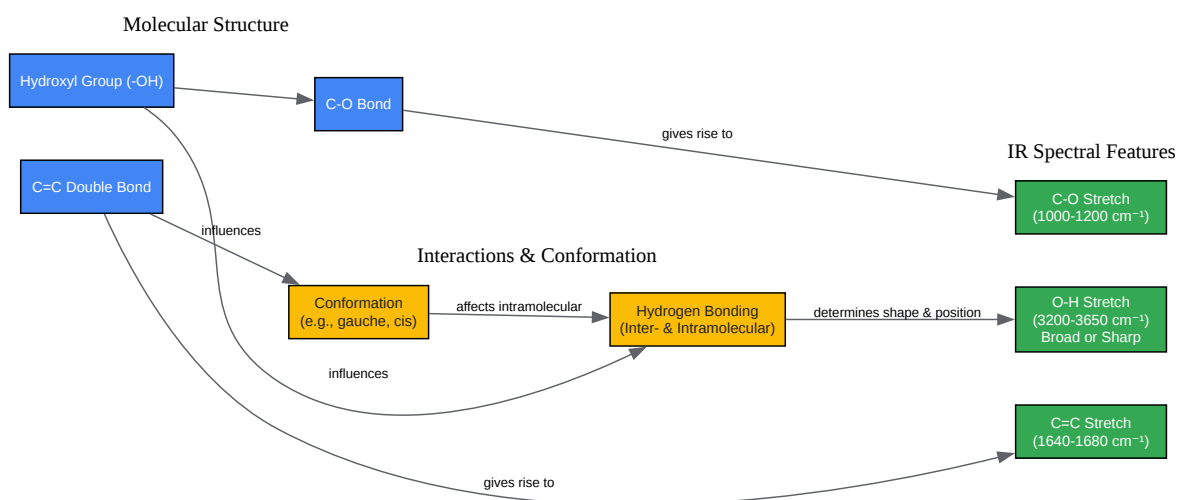 Molecular Structure
Hydroxyl Group (-OH)
C-O Bond
gives rise to
IR Spectral Features
C=C Double Bond
C-O Stretch
(1000-1200 cm⁻¹)
influences
Interactions & Conformation
Conformation
(e.g., gauche, cis)
affects intramolecular
Hydrogen Bonding
(Inter- & Intramolecular)
determines shape & position
O-H Stretch
(3200-3650 cm⁻¹)
Broad or Sharp
influences
C=C Stretch
(1640-1680 cm⁻¹)
gives rise to